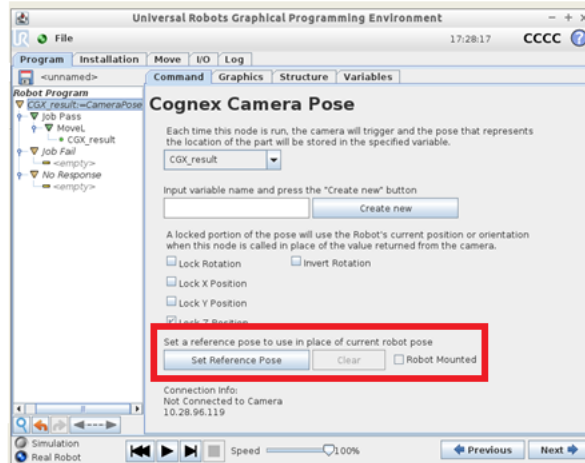 Universal Robots Graphical Programming Environment
File
17:28:17
CCCC
Program
Installation
Move
I/O
Log
<unnamed>
Command
Graphics
Structure
Variables
Robot Program
CGX_result:=CameraPose
Job Pass
MoveL
CGX_result
Job Fail
<empty>
No Response
<empty>
Cognex Camera Pose
Each time this node is run, the camera will trigger and the pose that represents
the location of the part will be stored in the specified variable.
CGX_result
Input variable name and press the "Create new" button
Create new
A locked portion of the pose will use the Robot's current position or orientation
when this node is called in place of the value returned from the camera.
Lock Rotation
Invert Rotation
Lock X Position
Lock Y Position
Lock Z Position
Set a reference pose to use in place of current robot pose
Set Reference Pose
Clear
Robot Mounted
Connection Info:
Not Connected to Camera
10.28.96.119
Simulation
Real Robot
Speed
100%
Previous
Next